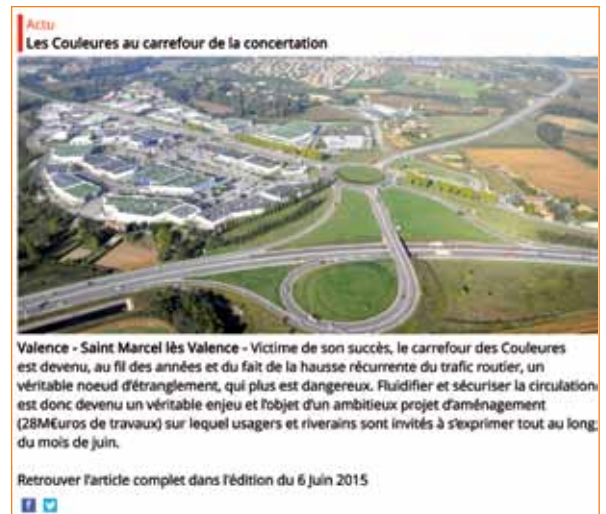 Actu
Les Couleures au carrefour de la concertation
Valence - Saint Marcel lès Valence - Victime de son succès, le carrefour des Couleures
est devenu, au fil des années et du fait de la hausse récurrente du trafic routier, un
véritable noeud d'étranglement, qui plus est dangereux. Fluidifier et sécuriser la circulation
est donc devenu un véritable enjeu et l'objet d'un ambitieux projet d'aménagement
(28M€uros de travaux) sur lequel usagers et riverains sont invités à s'exprimer tout au long
du mois de juin.
Retrouver l'article complet dans l'édition du 6 Juin 2015